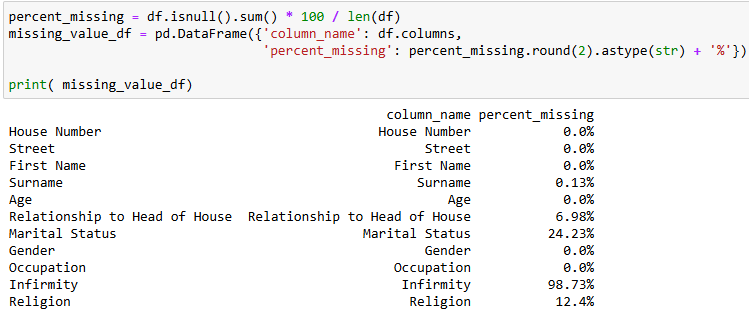 percent_missing = df.isnull().sum() * 100 / len(df)
missing_value_df = pd.DataFrame({'column_name': df.columns,
                                 'percent_missing': percent_missing.round(2).astype(str) + '%'})
print( missing_value_df)
                                                  column_name percent_missing
House Number                                     House Number            0.0%
Street                                                 Street            0.0%
First Name                                         First Name            0.0%
Surname                                               Surname           0.13%
Age                                                       Age            0.0%
Relationship to Head of House  Relationship to Head of House           6.98%
Marital Status                                 Marital Status          24.23%
Gender                                                 Gender            0.0%
Occupation                                         Occupation            0.0%
Infirmity                                           Infirmity          98.73%
Religion                                             Religion           12.4%